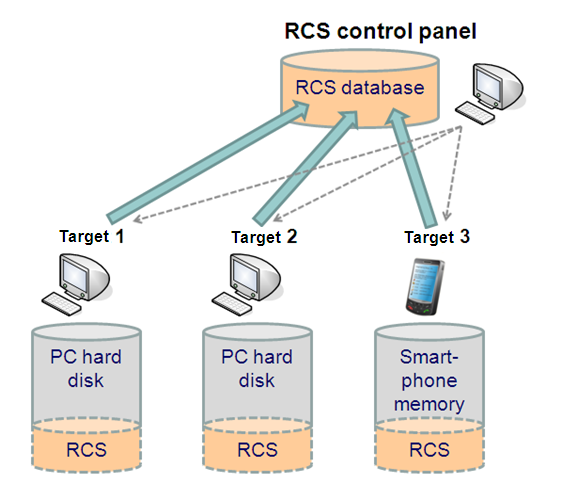 RCS control panel
RCS database
Target 1
Target 2
Target 3
PC hard
disk
PC hard
disk
Smart-
phone
memory
RCS
RCS
RCS